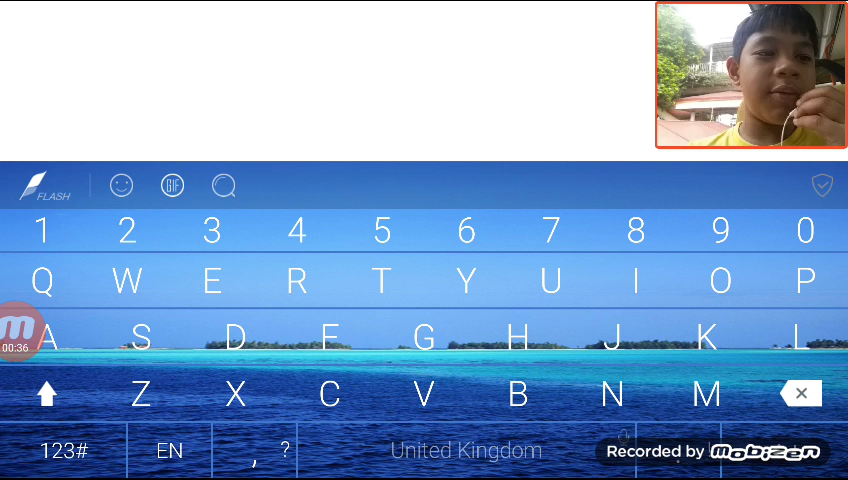 FLASH GIF
1 2 3 4 5 6 7 8 9 0
Q W E R T Y U I O P
A S D F G H J K L
00:36
Z X C V B N M
123# EN , ? United Kingdom
Recorded by mobizen